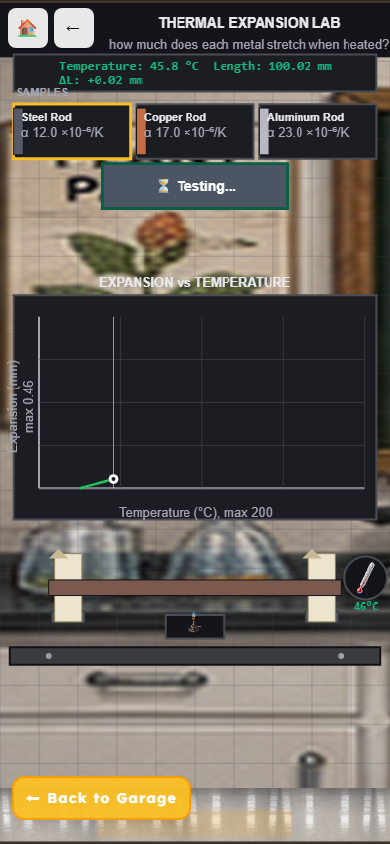 THERMAL EXPANSION LAB
how much does each metal stretch when heated?
Temperature: 45.8 °C  Length: 100.02 mm
ΔL: +0.02 mm
SAMPLES
Steel Rod
α 12.0 ×10⁻⁶/K
Copper Rod
α 17.0 ×10⁻⁶/K
Aluminum Rod
α 23.0 ×10⁻⁶/K
⏳ Testing...
EXPANSION vs TEMPERATURE
Expansion (mm)
max 0.46
Temperature (°C), max 200
46°C
← Back to Garage